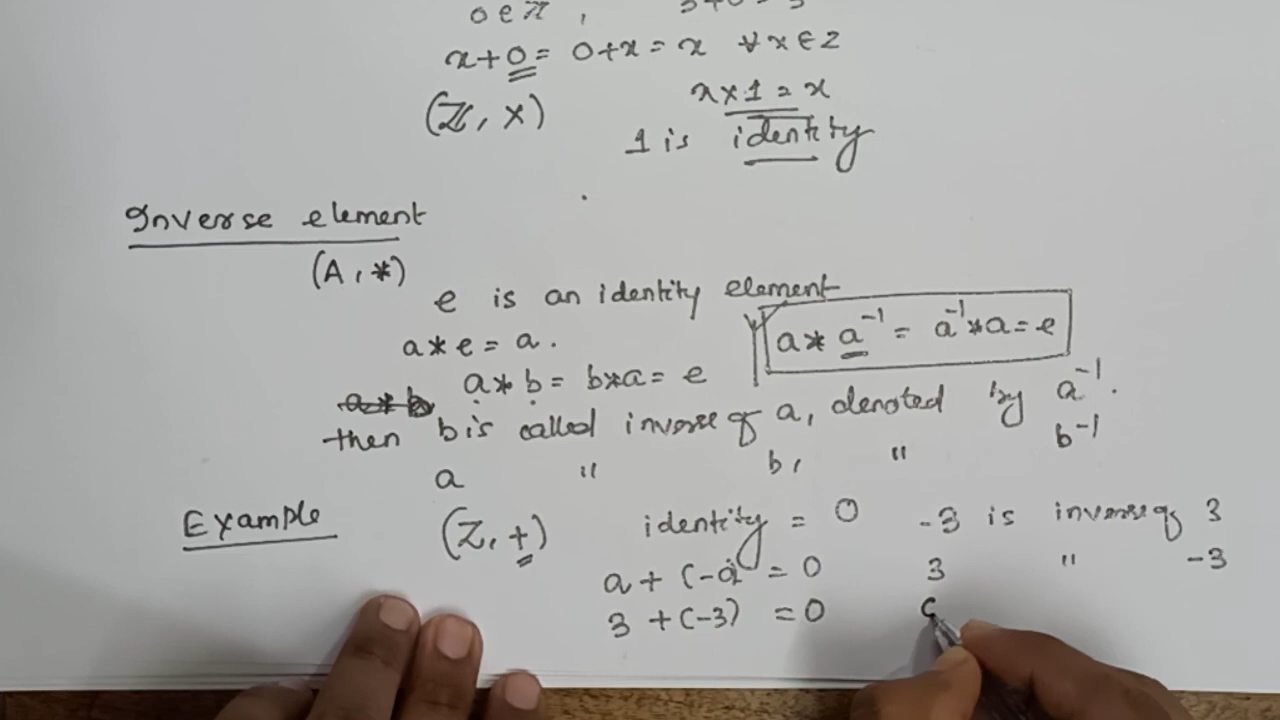 0 ∈ Z,
x + 0 = 0 + x = x ∀ x ∈ Z
(Z, ×) x × 1 = x
1 is identity
Inverse element
(A, *)
e is an identity element
a * e = a. a * a⁻¹ = a⁻¹ * a = e
a * b = b * a = e
then b is called inverse of a, denoted by a⁻¹.
a " b, " b⁻¹
Example (Z, +) identity = 0 -3 is inverse of 3
a + (-a) = 0 3 " -3
3 + (-3) = 0